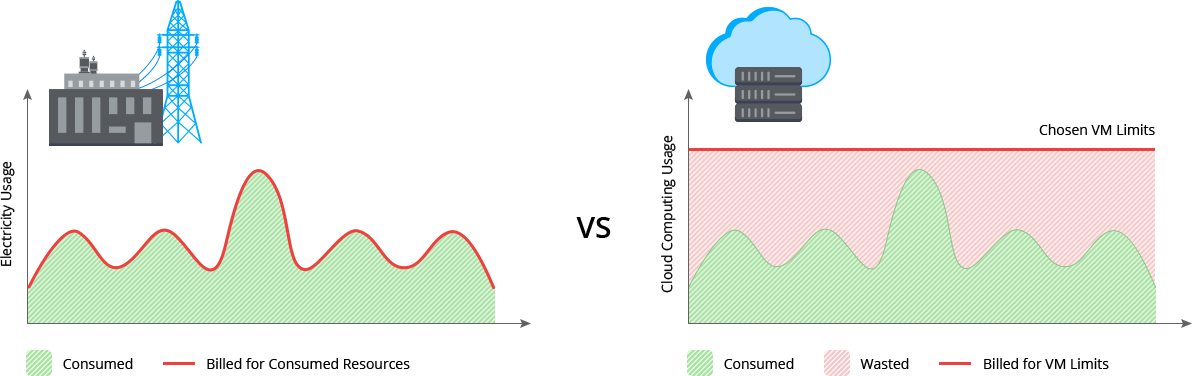 Electricity Usage
Consumed
Billed for Consumed Resources
VS
Chosen VM Limits
Cloud Computing Usage
Consumed
Wasted
Billed for VM Limits